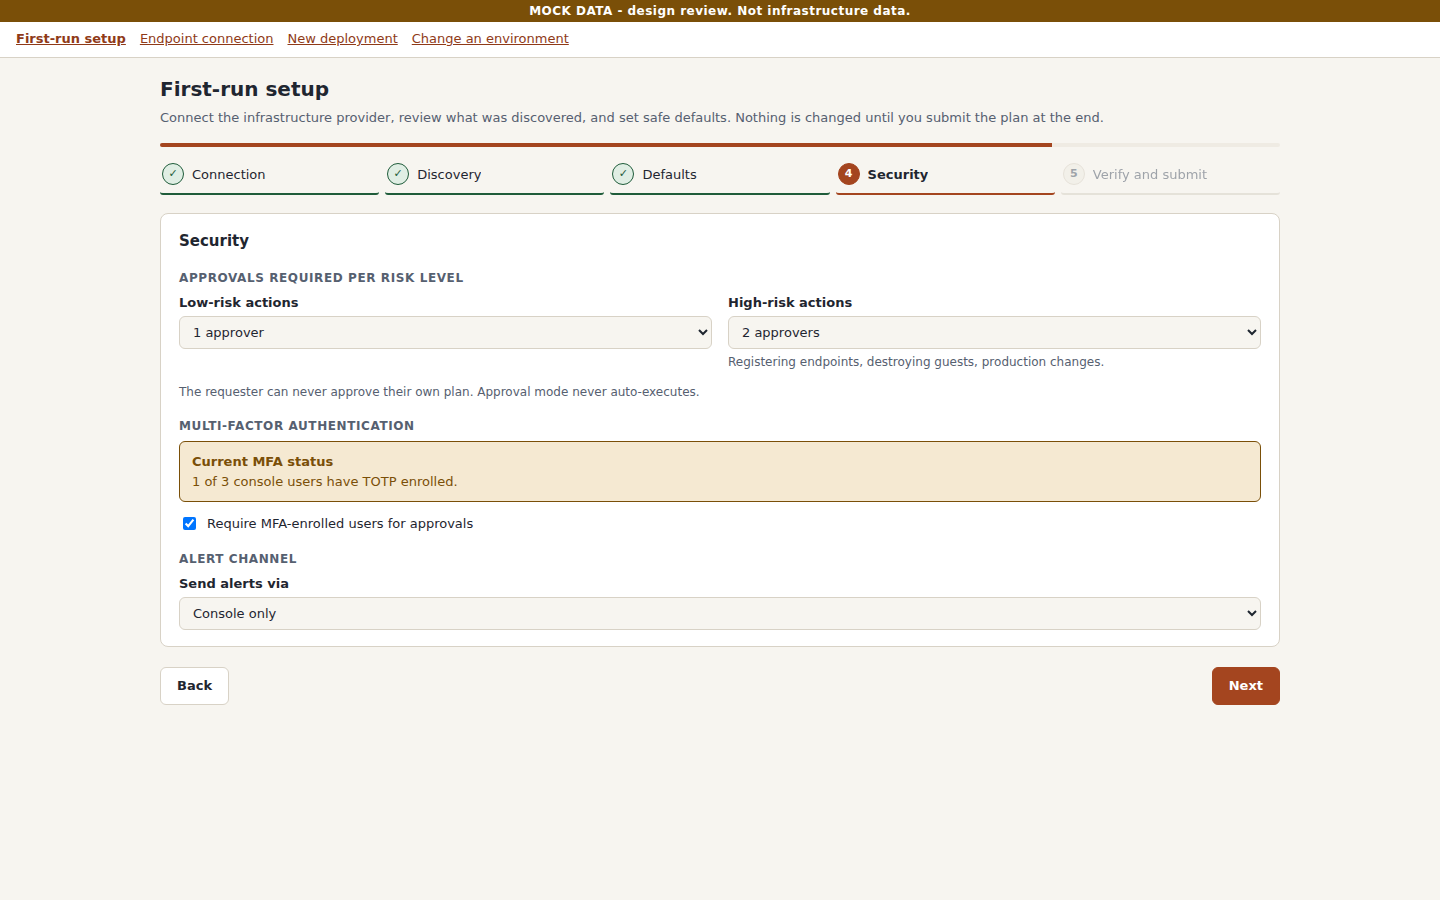 MOCK DATA - design review. Not infrastructure data.
First-run setup Endpoint connection New deployment Change an environment
First-run setup
Connect the infrastructure provider, review what was discovered, and set safe defaults. Nothing is changed until you submit the plan at the end.
✓ Connection ✓ Discovery ✓ Defaults 4 Security 5 Verify and submit
Security
APPROVALS REQUIRED PER RISK LEVEL
Low-risk actions High-risk actions
1 approver 2 approvers
Registering endpoints, destroying guests, production changes.
The requester can never approve their own plan. Approval mode never auto-executes.
MULTI-FACTOR AUTHENTICATION
Current MFA status
1 of 3 console users have TOTP enrolled.
Require MFA-enrolled users for approvals
ALERT CHANNEL
Send alerts via
Console only
Back Next